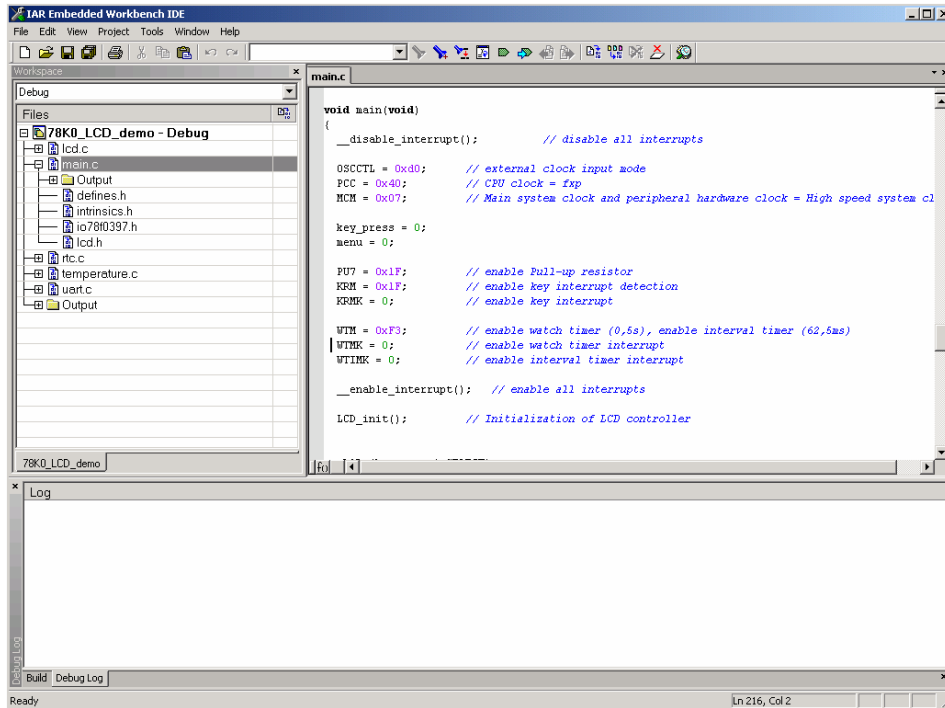 IAR Embedded Workbench IDE
File Edit View Project Tools Window Help
Workspace
Debug
Files
78K0_LCD_demo - Debug
lcd.c
main.c
Output
defines.h
intrinsics.h
io78f0397.h
lcd.h
rtc.c
temperature.c
uart.c
Output
78K0_LCD_demo
main.c
void main(void)
{
__disable_interrupt(); // disable all interrupts
OSCCTL = 0xd0; // external clock input mode
PCC = 0x40; // CPU clock = fxp
MCM = 0x07; // Main system clock and peripheral hardware clock = High speed system cl
key_press = 0;
menu = 0;
PU7 = 0x1F; // enable Pull-up resistor
KRM = 0x1F; // enable key interrupt detection
KRMK = 0; // enable key interrupt
WTM = 0xF3; // enable watch timer (0,5s), enable interval timer (62,5ms)
WTMK = 0; // enable watch timer interrupt
WTIMK = 0; // enable interval timer interrupt
__enable_interrupt(); // enable all interrupts
LCD_init(); // Initialization of LCD controller
f()
Log
Debug Log
Build Debug Log
Ready
Ln 216, Col 2